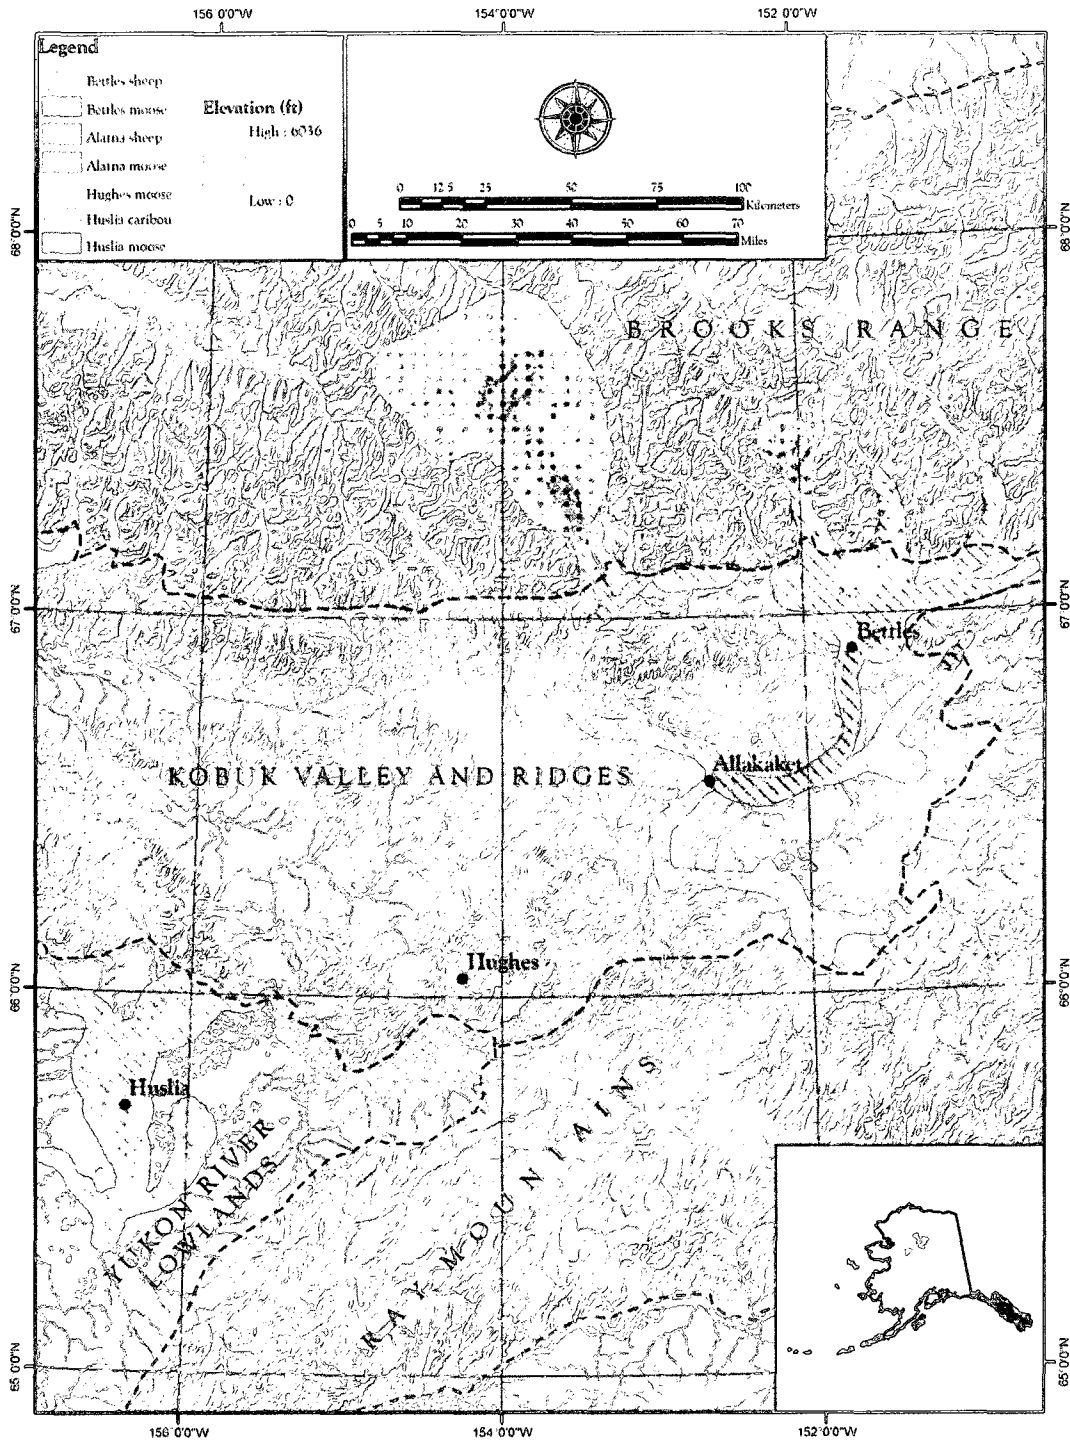 156 0'0"W
154°0'0"W
152 0'0"W
Legend
Bettles sheep
Bettles moose
Alatna sheep
Alatna moose
Hughes moose
Huslia caribou
Huslia moose
Elevation (ft)
High : 6036
Low : 0
0 12 5 25 50 75 100
Kilometers
0 5 10 20 30 40 50 60 70
Miles
68°0'0"N
68°0'0"N
BROOKS RANGE
67°0'0"N
67°0'0"N
Bettles
Allakaket
KOBUK VALLEY AND RIDGES
Hughes
66°0'0"N
66°0'0"N
Huslia
YUKON RIVER
LOWLANDS
RAY MOUNTAINS
65 0'0"N
65°0'0"N
156 0'0"W
154 0'0"W
152°0'0"W